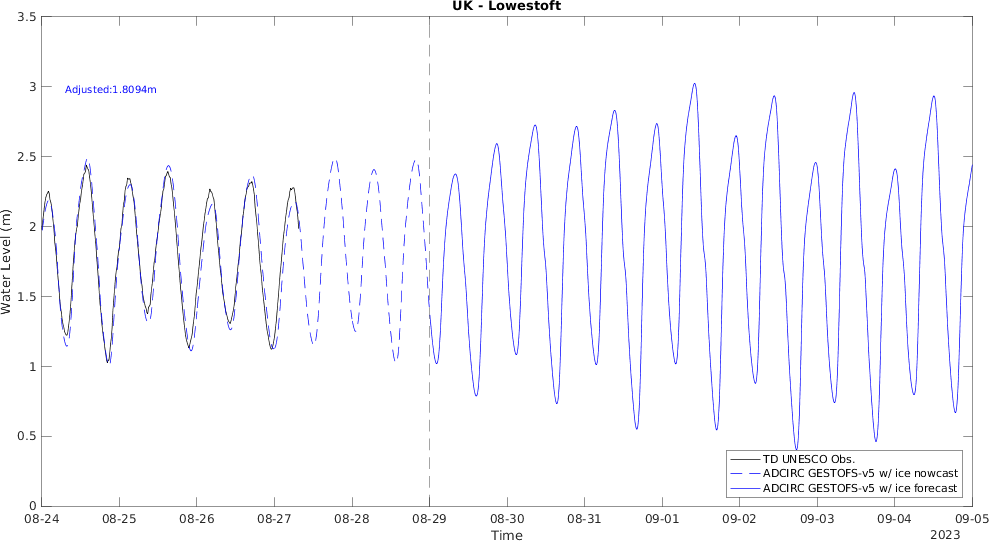 UK - Lowestoft
3.5
3
2.5
2
1.5
1
0.5
0
Water Level (m)
Adjusted:1.8094m
TD UNESCO Obs.
ADCIRC GESTOFS-v5 w/ ice nowcast
ADCIRC GESTOFS-v5 w/ ice forecast
08-24 08-25 08-26 08-27 08-28 08-29 08-30 08-31 09-01 09-02 09-03 09-04 09-05
Time
2023